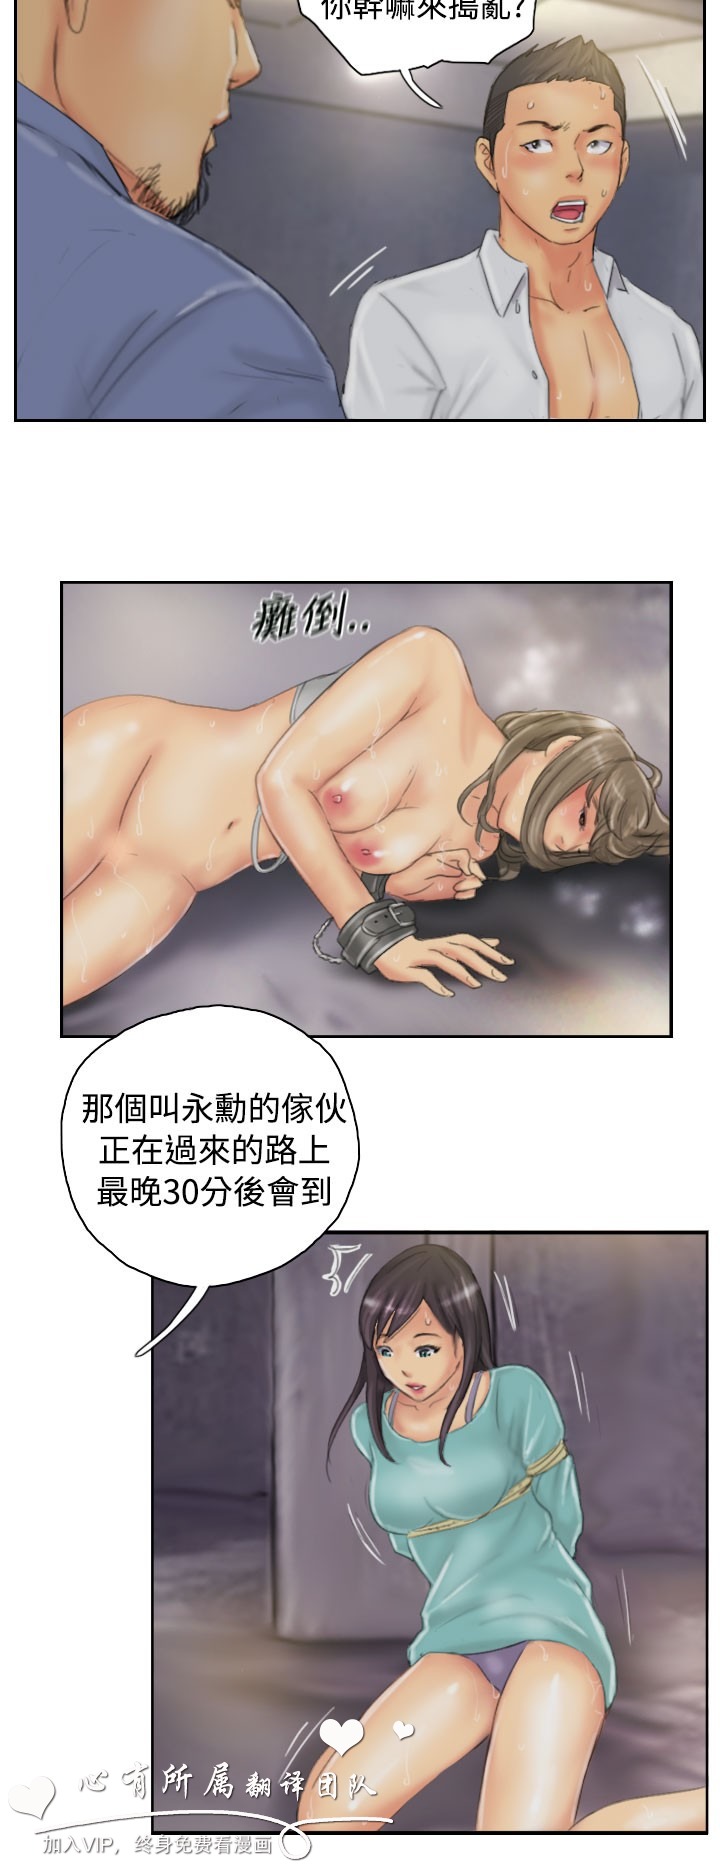 你幹嘛來搗亂?
癱倒..
那個叫永勳的傢伙
正在過來的路上
最晚30分後會到
心有所属翻译团队
加入VIP，终身免费看漫画